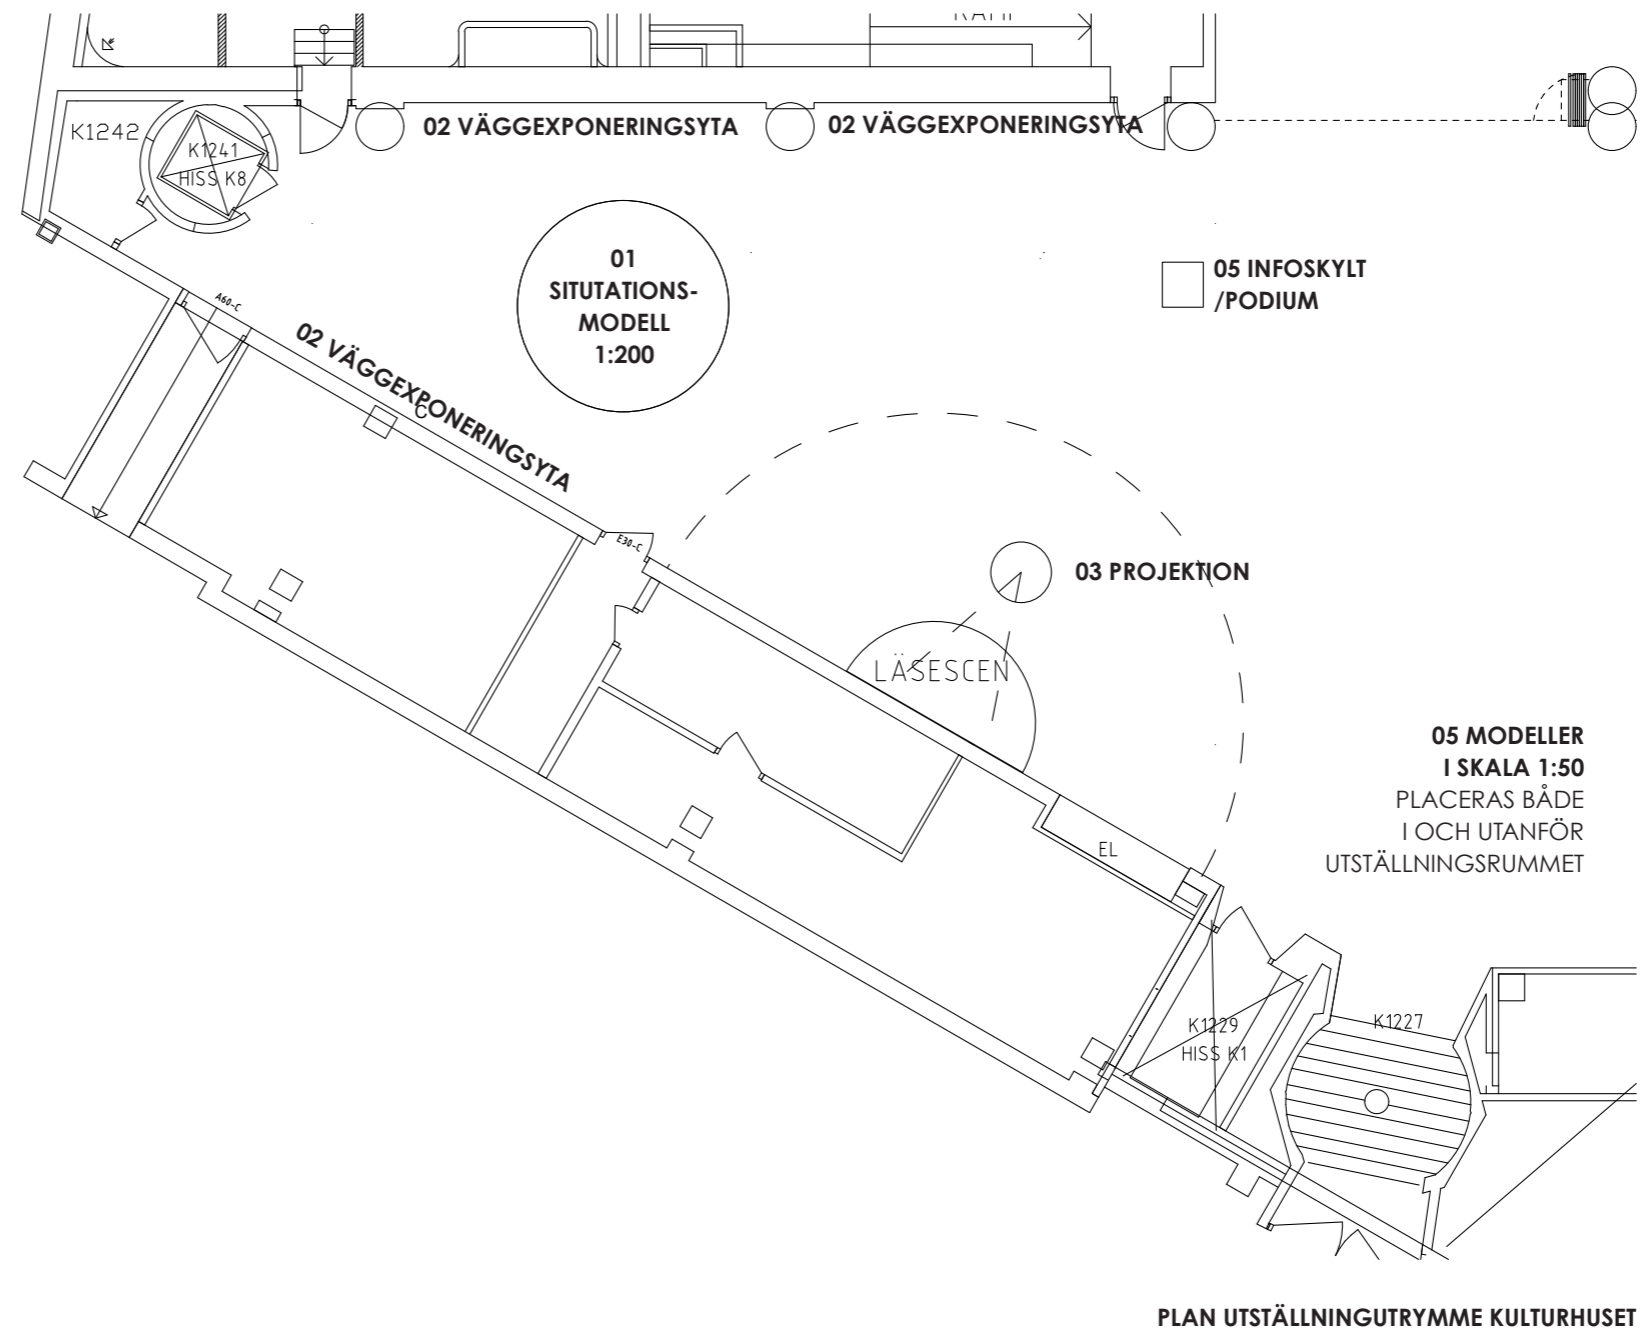 RAMP
K1242
02 VÄGGEXPONERINGSYTA
02 VÄGGEXPONERINGSYTA
K1241
HISS K8
01
SITUTATIONS-
MODELL
1:200
05 INFOSKYLT
/PODIUM
A60-C
02 VÄGGEXPONERINGSYTA
C
E30-C
03 PROJEKTION
LÄSESCEN
05 MODELLER
I SKALA 1:50
PLACERAS BÅDE
I OCH UTANFÖR
UTSTÄLLNINGSRUMMET
EL
K1229
HISS K1
K1227
PLAN UTSTÄLLNINGUTRYMME KULTURHUSET